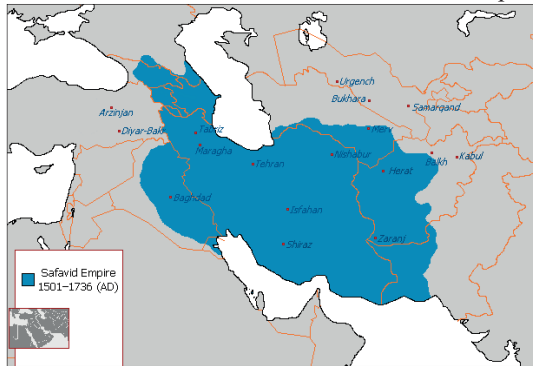 Urgench
Bukhara
Samarqand
Arzinjan
Diyar-Bakr
Tabriz
Merv
Maragha
Tehran
Nishabur
Balkh
Kabul
Herat
Baghdad
Isfahan
Shiraz
Zaranj
Safavid Empire
1501–1736 (AD)